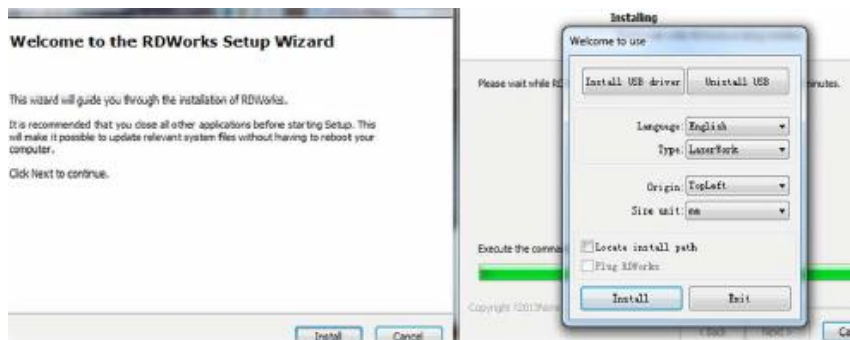 Welcome to the RDWorks Setup Wizard
This wizard will guide you through the installation of RDWorks.
It is recommended that you close all other applications before starting Setup. This
will make it possible to update relevant system files without having to reboot your
computer.
Click Next to continue.
Install
Cancel
Installing
Welcome to use
Please wait while
minutes.
Install USB driver
Unistall USB
Language: English
Type: LaserWork
Origin: TopLeft
Size unit: mm
Execute the comma
Locate install path
Plug RDWorks
Install
Exit
Copyright
< Back
Next >
Ca